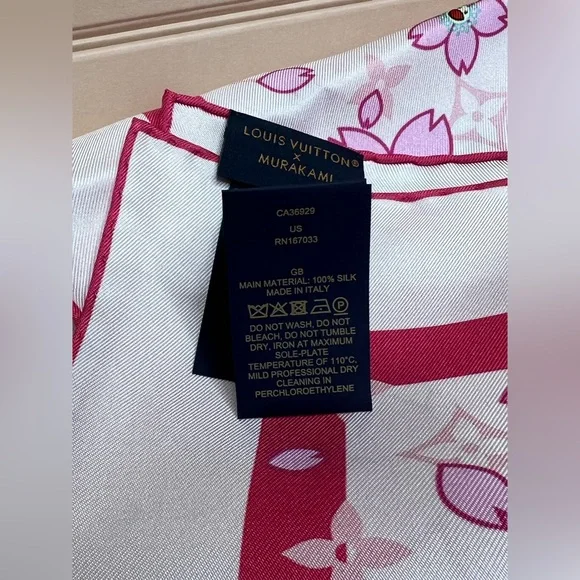 LOUIS VUITTON®
×
MURAKAMI
CA36929
US
RN167033
GB
MAIN MATERIAL: 100% SILK
MADE IN ITALY
DO NOT WASH, DO NOT
BLEACH, DO NOT TUMBLE
DRY, IRON AT MAXIMUM
SOLE-PLATE
TEMPERATURE OF 110°C,
MILD PROFESSIONAL DRY
CLEANING IN
PERCHLOROETHYLENE